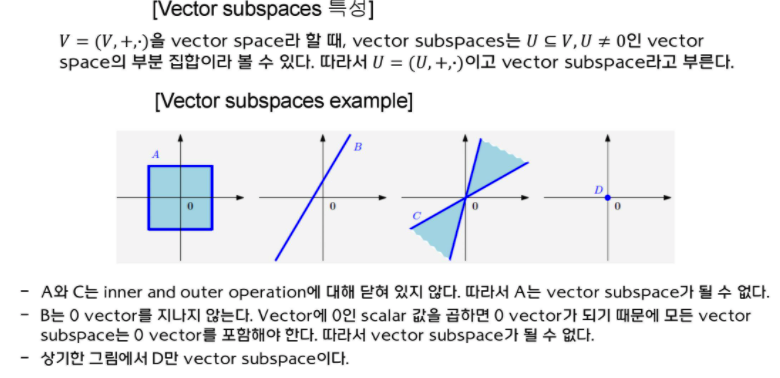 [Vector subspaces 특성]
V = (V, +,·)을 vector space라 할 때, vector subspaces는 U ⊆ V, U ≠ 0인 vector
space의 부분 집합이라 볼 수 있다. 따라서 U = (U, +,·)이고 vector subspace라고 부른다.
[Vector subspaces example]
A 0 B 0 C 0 D 0
- A와 C는 inner and outer operation에 대해 닫혀 있지 않다. 따라서 A는 vector subspace가 될 수 없다.
- B는 0 vector를 지나지 않는다. Vector에 0인 scalar 값을 곱하면 0 vector가 되기 때문에 모든 vector
subspace는 0 vector를 포함해야 한다. 따라서 vector subspace가 될 수 없다.
- 상기한 그림에서 D만 vector subspace이다.